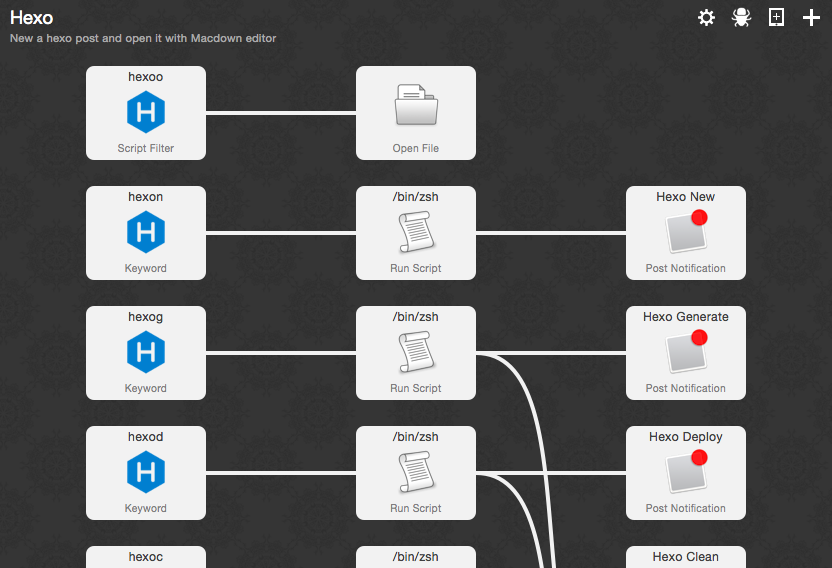 Hexo
New a hexo post and open it with Macdown editor
hexoo
Script Filter
Open File
hexon
Keyword
/bin/zsh
Run Script
Hexo New
Post Notification
hexog
Keyword
/bin/zsh
Run Script
Hexo Generate
Post Notification
hexod
Keyword
/bin/zsh
Run Script
Hexo Deploy
Post Notification
hexoc
/bin/zsh
Hexo Clean